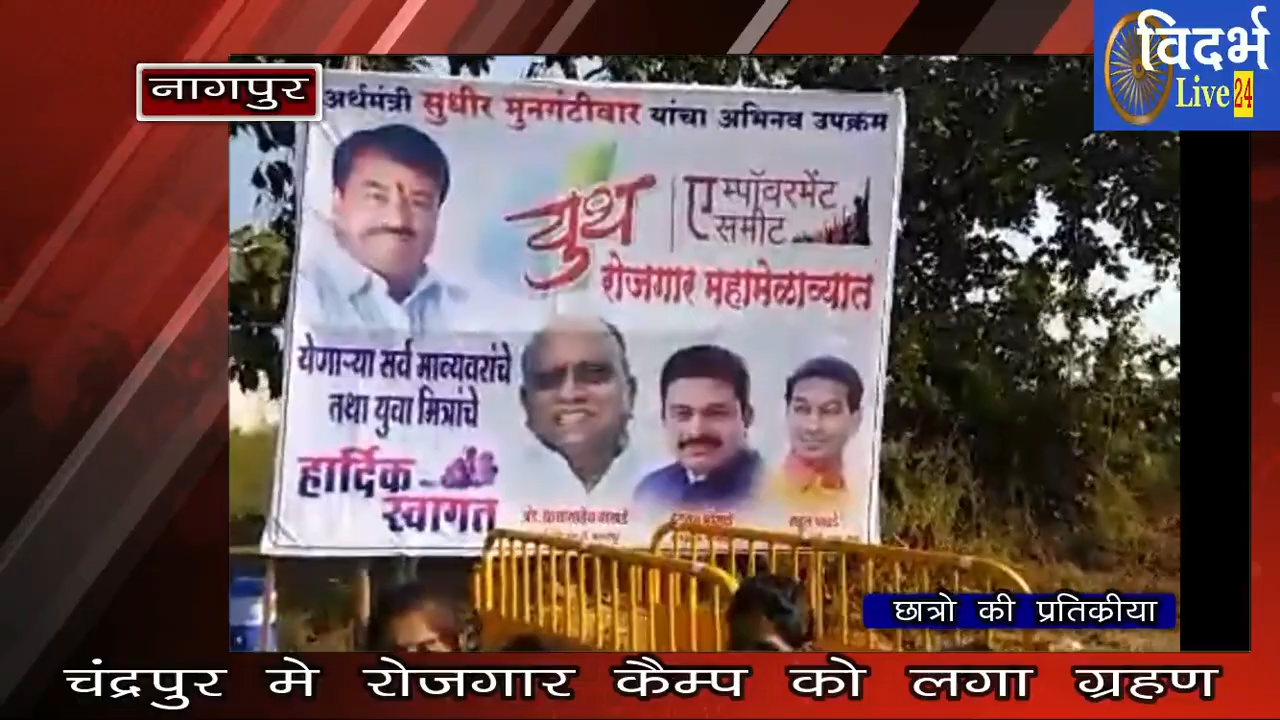 विदर्भ
Live 24
नागपुर
अर्थमंत्री सुधीर मुनगंटीवार यांचा अभिनव उपक्रम
युथ
एम्पॉवरमेंट
समीट
रोजगार महामेळाव्यात
येणाऱ्या सर्व मान्यवरांचे
तथा युवा मित्रांचे
हार्दिक
स्वागत
राहुल पावडे
छात्रो की प्रतिक्रीया
चंद्रपुर मे रोजगार कैम्प को लगा ग्रहण